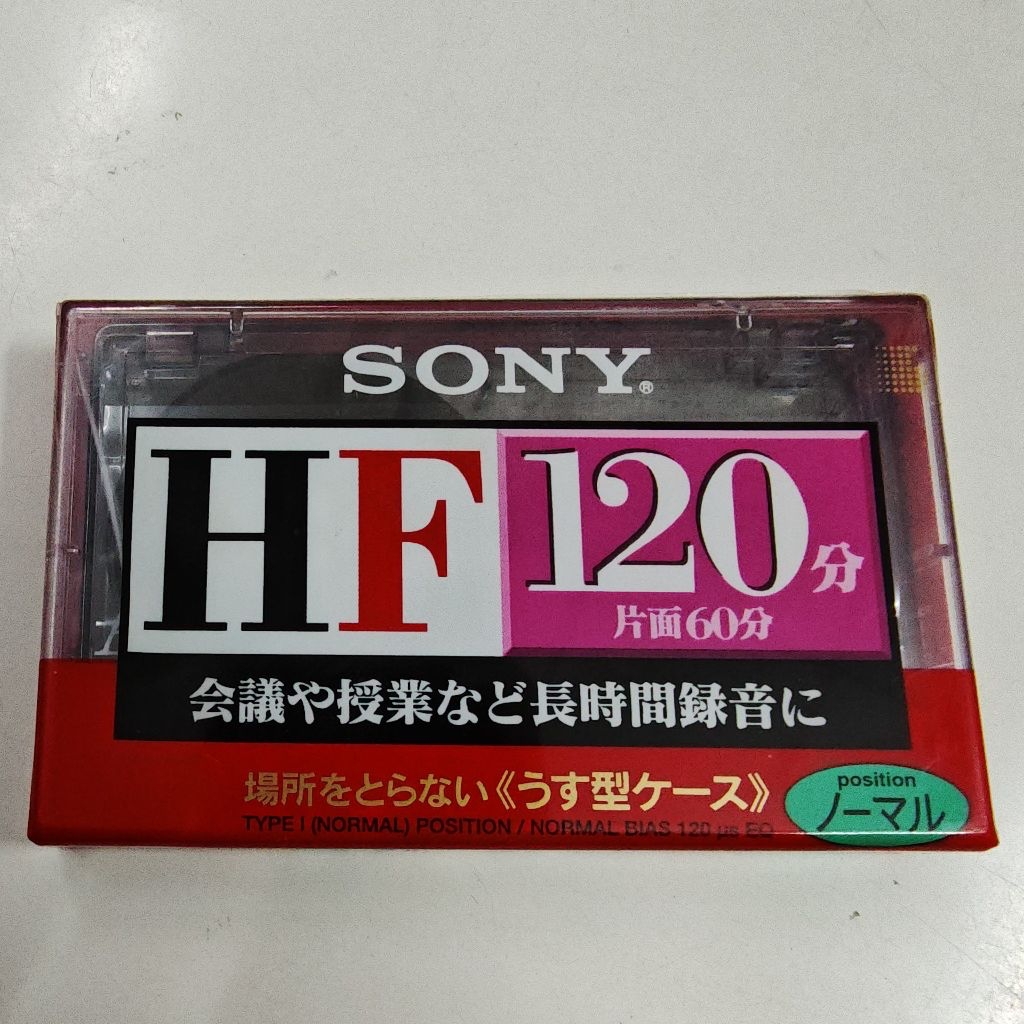 SONY®
HF 120分
片面60分
会議や授業など長時間録音に
場所をとらない《うす型ケース》
TYPE I (NORMAL) POSITION / NORMAL BIAS 120 µs EQ
position
ノーマル